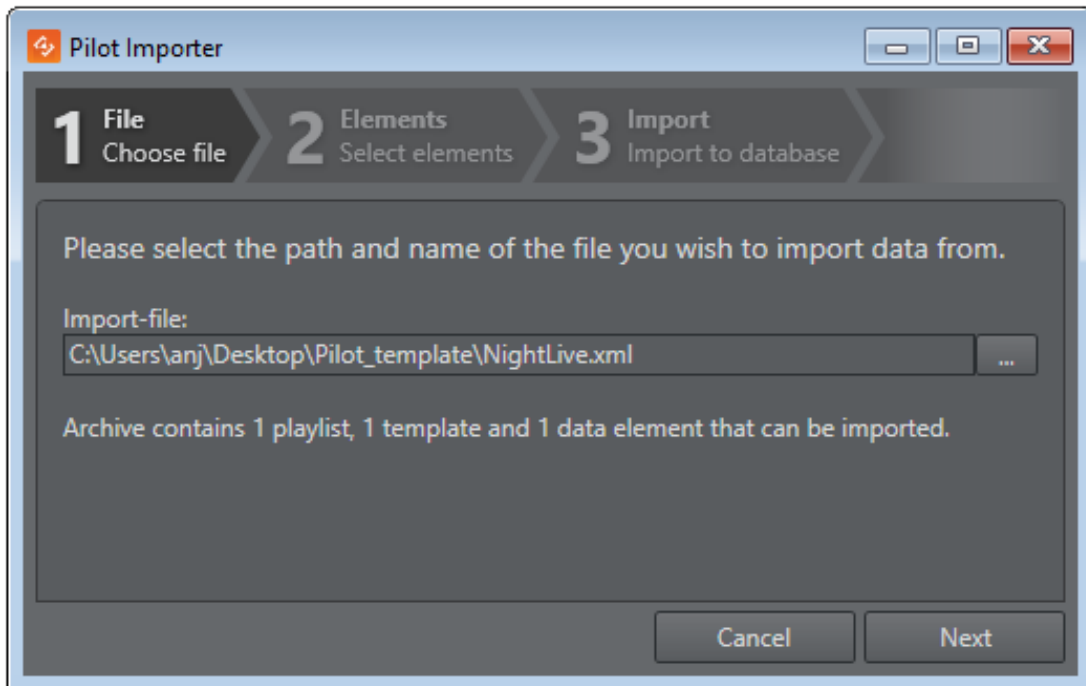 Pilot Importer
1 File
Choose file
2 Elements
Select elements
3 Import
Import to database
Please select the path and name of the file you wish to import data from.
Import-file:
C:\Users\anj\Desktop\Pilot_template\NightLive.xml
...
Archive contains 1 playlist, 1 template and 1 data element that can be imported.
Cancel
Next